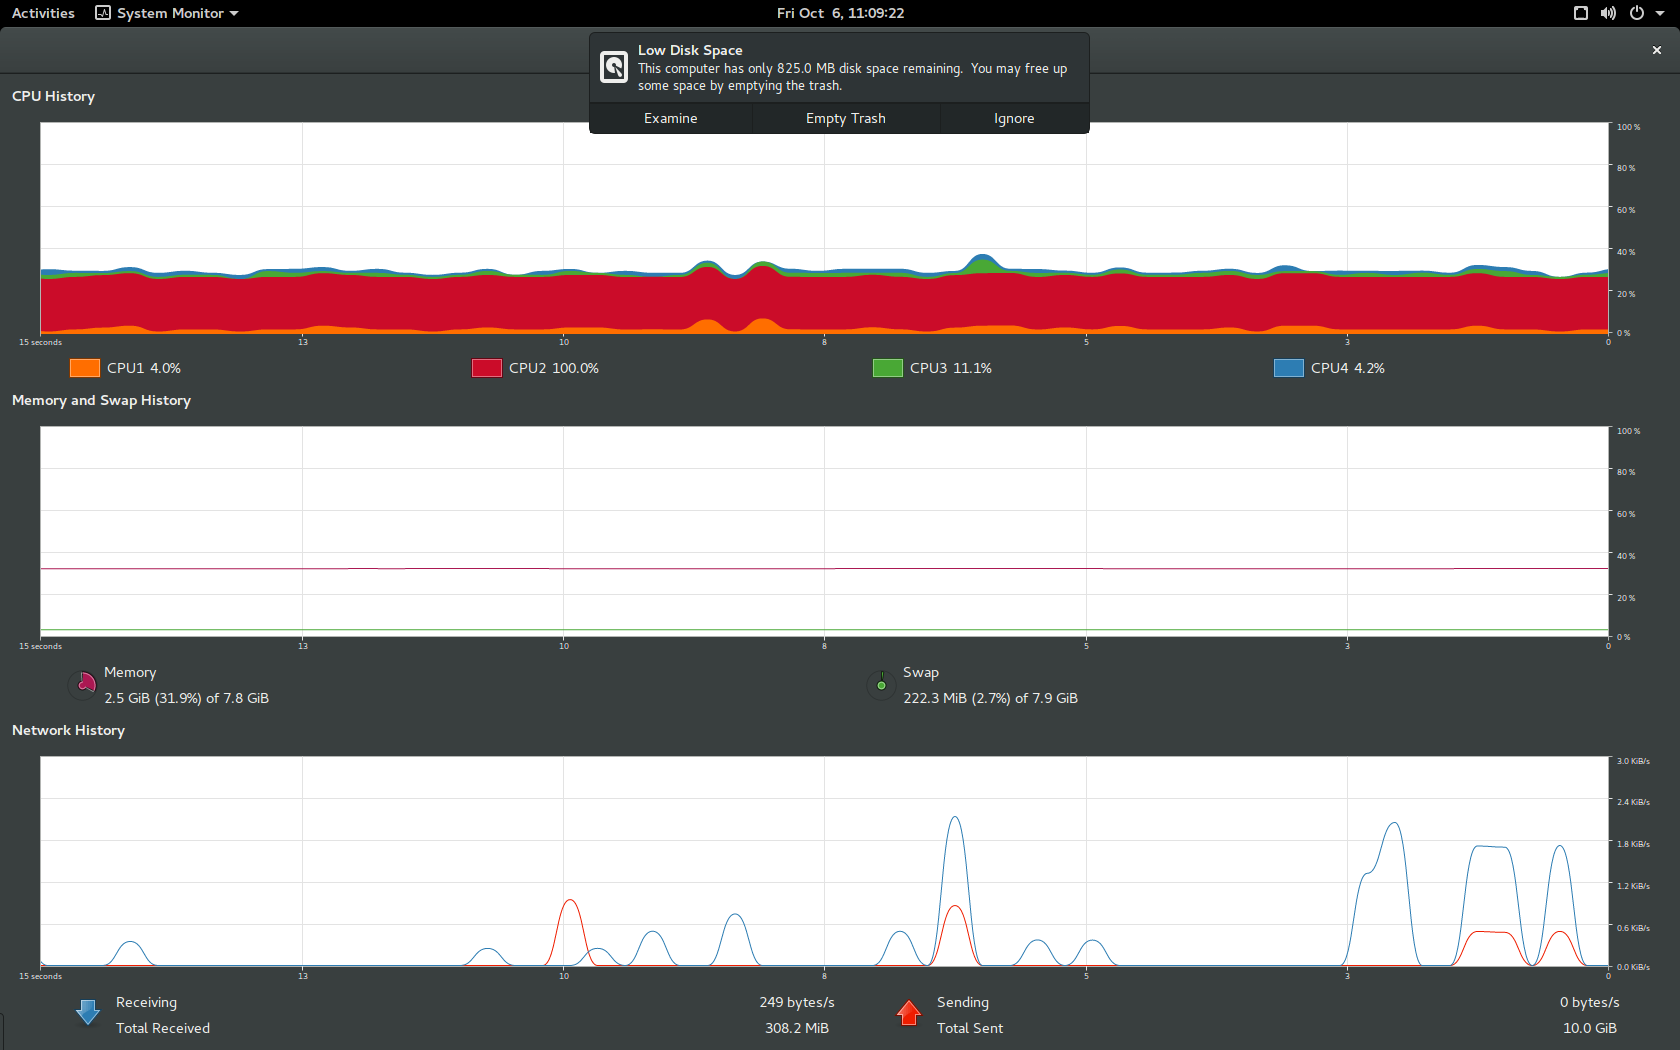 Activities
System Monitor
Fri Oct 6, 11:09:22
Low Disk Space
This computer has only 825.0 MB disk space remaining. You may free up
some space by emptying the trash.
Examine
Empty Trash
Ignore
CPU History
100 %
80 %
60 %
40 %
20 %
0 %
15 seconds
13
10
8
5
3
0
CPU1 4.0%
CPU2 100.0%
CPU3 11.1%
CPU4 4.2%
Memory and Swap History
100 %
80 %
60 %
40 %
20 %
0 %
15 seconds
13
10
8
5
3
0
Memory
2.5 GiB (31.9%) of 7.8 GiB
Swap
222.3 MiB (2.7%) of 7.9 GiB
Network History
3.0 KiB/s
2.4 KiB/s
1.8 KiB/s
1.2 KiB/s
0.6 KiB/s
0.0 KiB/s
15 seconds
13
10
8
5
3
0
Receiving
249 bytes/s
Total Received
308.2 MiB
Sending
0 bytes/s
Total Sent
10.0 GiB